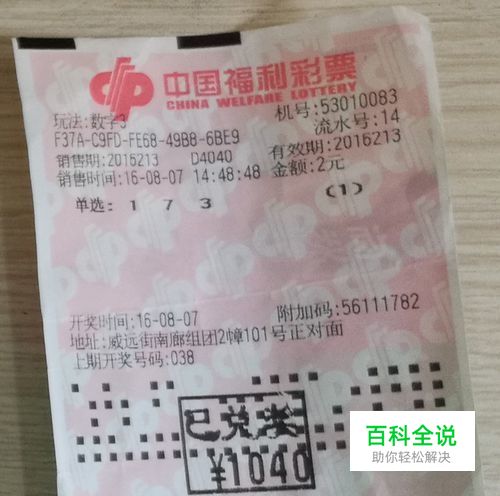 中国福利彩票
CHINA WELFARE LOTTERY
玩法:数字3 机号:53010083
F37A-C9FD-FE68-49B8-6BE9 流水号:14
销售期:2016213 D4040 有效期:2016213
销售时间:16-08-07 14:48:48 金额:2元
单选: 1 7 3 (1)
开奖时间:16-08-07 附加码:56111782
地址:威远街南廊组团2幢101号正对面
上期开奖号码:038
已兑奖
¥1040
百科全说
助你轻松解决